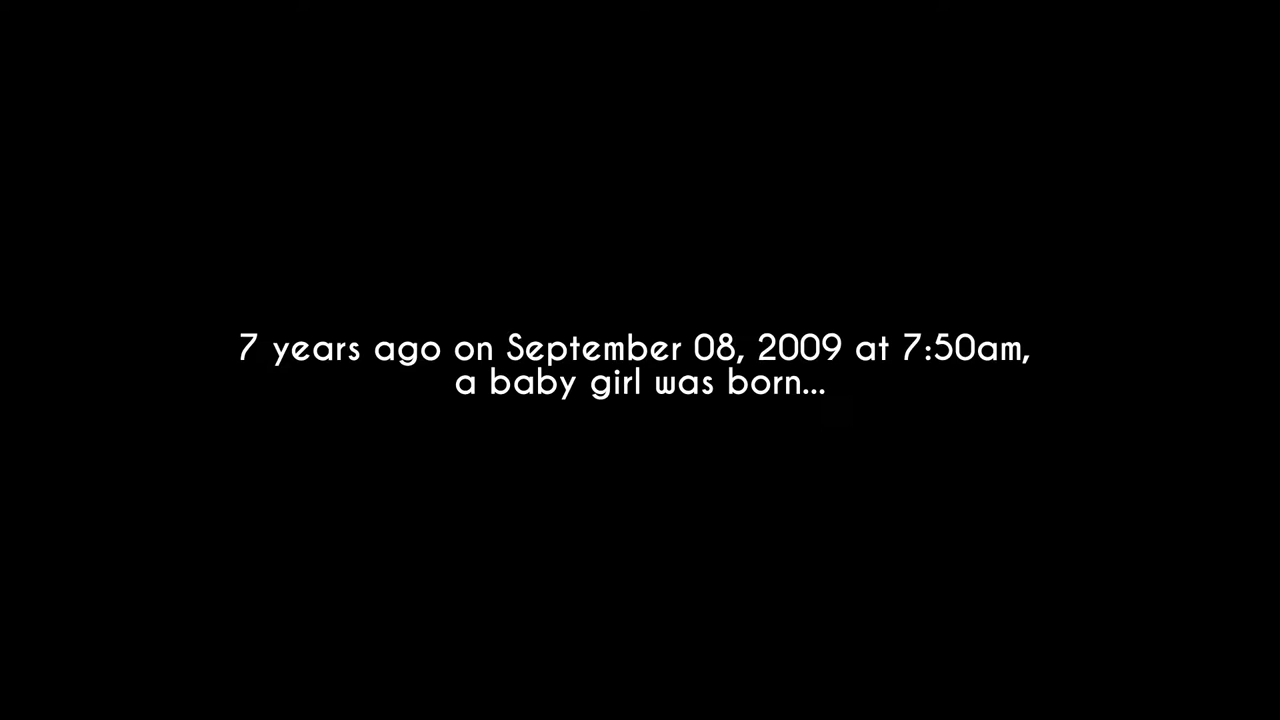 7 years ago on September 08, 2009 at 7:50am,
a baby girl was born...